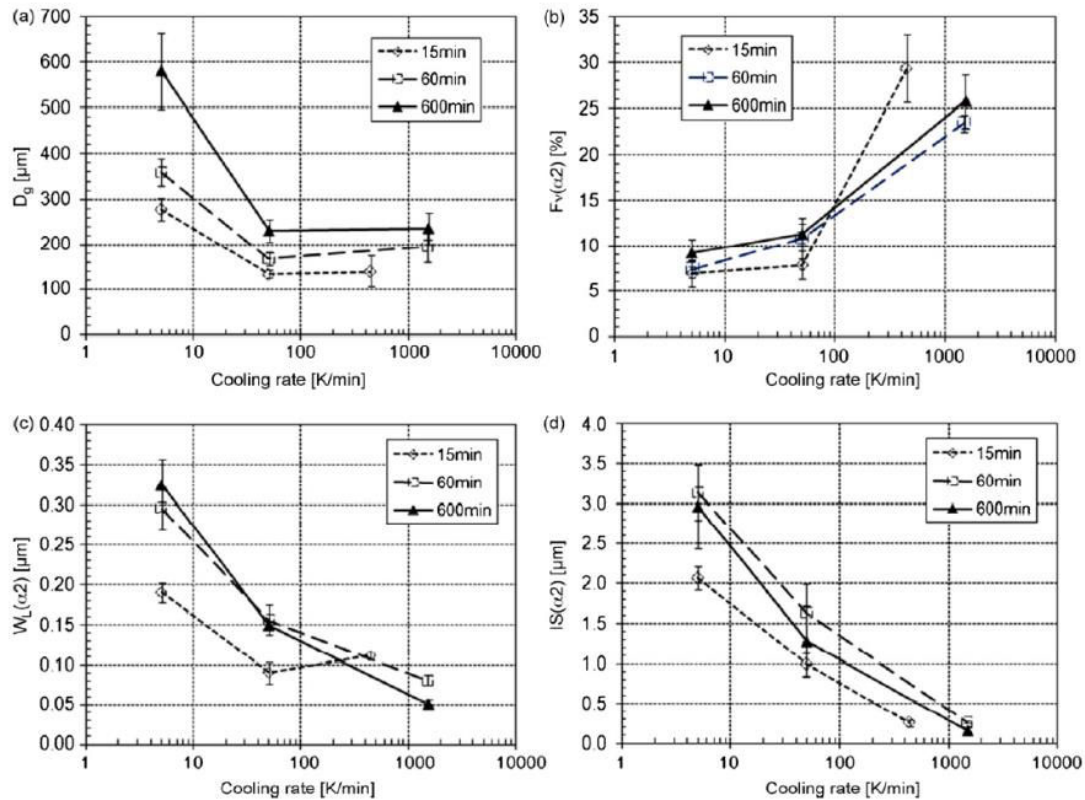 (a)
700
600
500
400
300
200
100
0
D_g [μm]
1 10 100 1000 10000
Cooling rate [K/min]
15min
60min
600min
(b)
35
30
25
20
15
10
5
0
Fv(α2) [%]
1 10 100 1000 10000
Cooling rate [K/min]
15min
60min
600min
(c)
0.40
0.35
0.30
0.25
0.20
0.15
0.10
0.05
0.00
W_L(α2) [μm]
1 10 100 1000 10000
Cooling rate [K/min]
15min
60min
600min
(d)
4.0
3.5
3.0
2.5
2.0
1.5
1.0
0.5
0.0
IS(α2) [μm]
1 10 100 1000 10000
Cooling rate [K/min]
15min
60min
600min